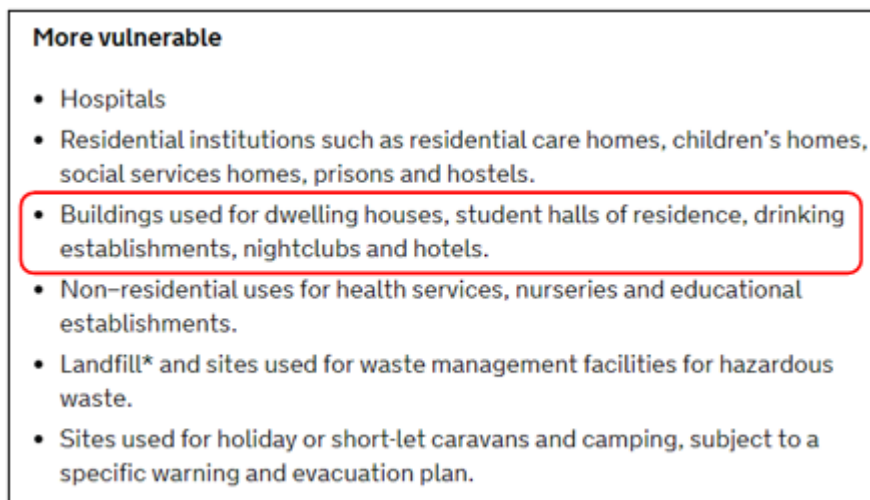 More vulnerable
• Hospitals
• Residential institutions such as residential care homes, children's homes,
social services homes, prisons and hostels.
• Buildings used for dwelling houses, student halls of residence, drinking
establishments, nightclubs and hotels.
• Non–residential uses for health services, nurseries and educational
establishments.
• Landfill* and sites used for waste management facilities for hazardous
waste.
• Sites used for holiday or short-let caravans and camping, subject to a
specific warning and evacuation plan.